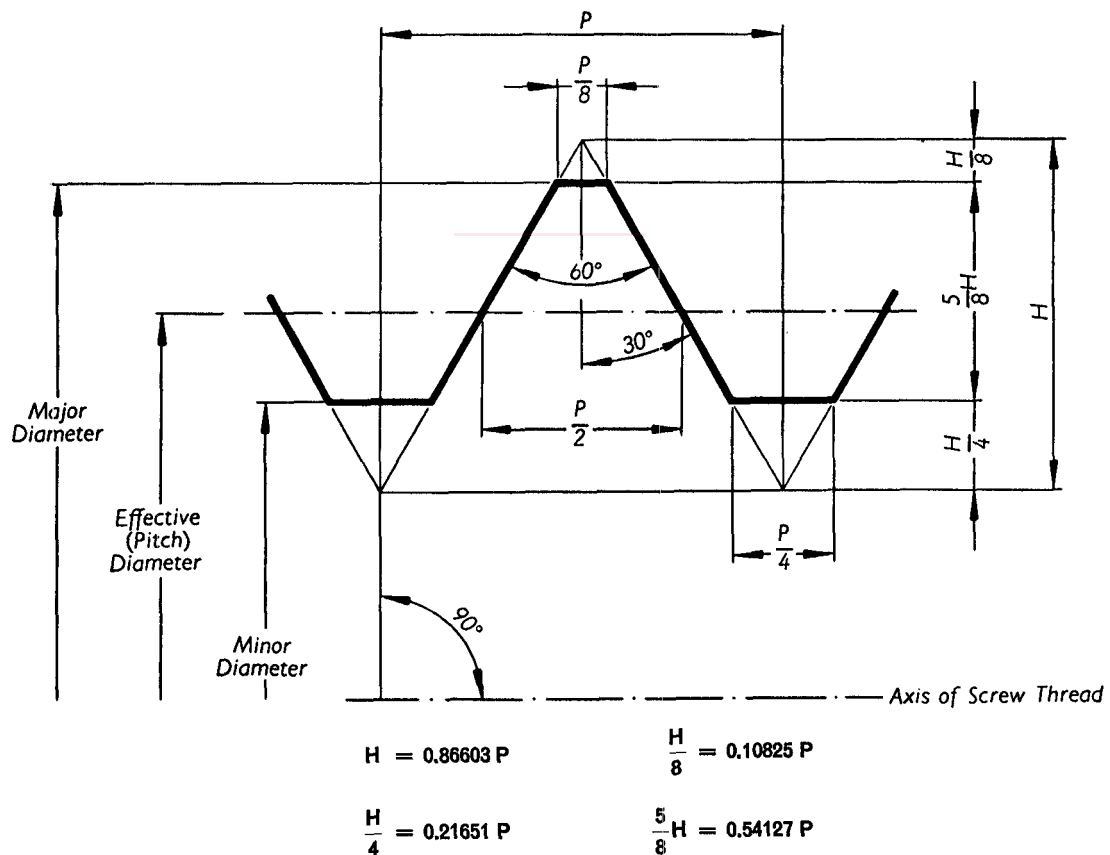 P
P/8
H/8
60°
5/8 H
H
30°
Major
Diameter
P/2
H/4
Effective
(Pitch)
Diameter
P/4
90°
Minor
Diameter
Axis of Screw Thread
H = 0.86603 P
H/8 = 0.10825 P
H/4 = 0.21651 P
5/8 H = 0.54127 P